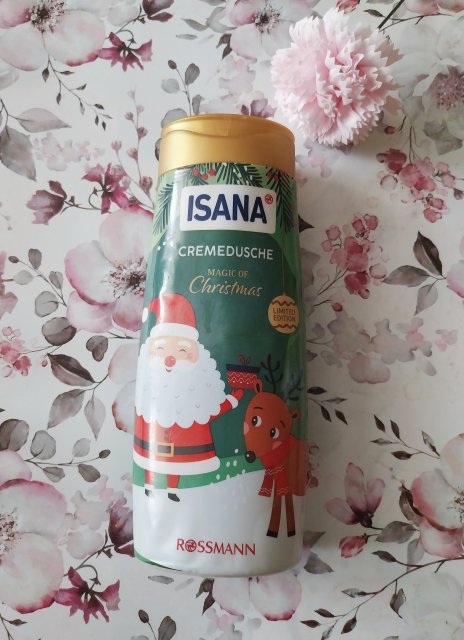 ISANA
CREMEDUSCHE
MAGIC OF
Christmas
LIMITED
EDITION
ROSSMANN